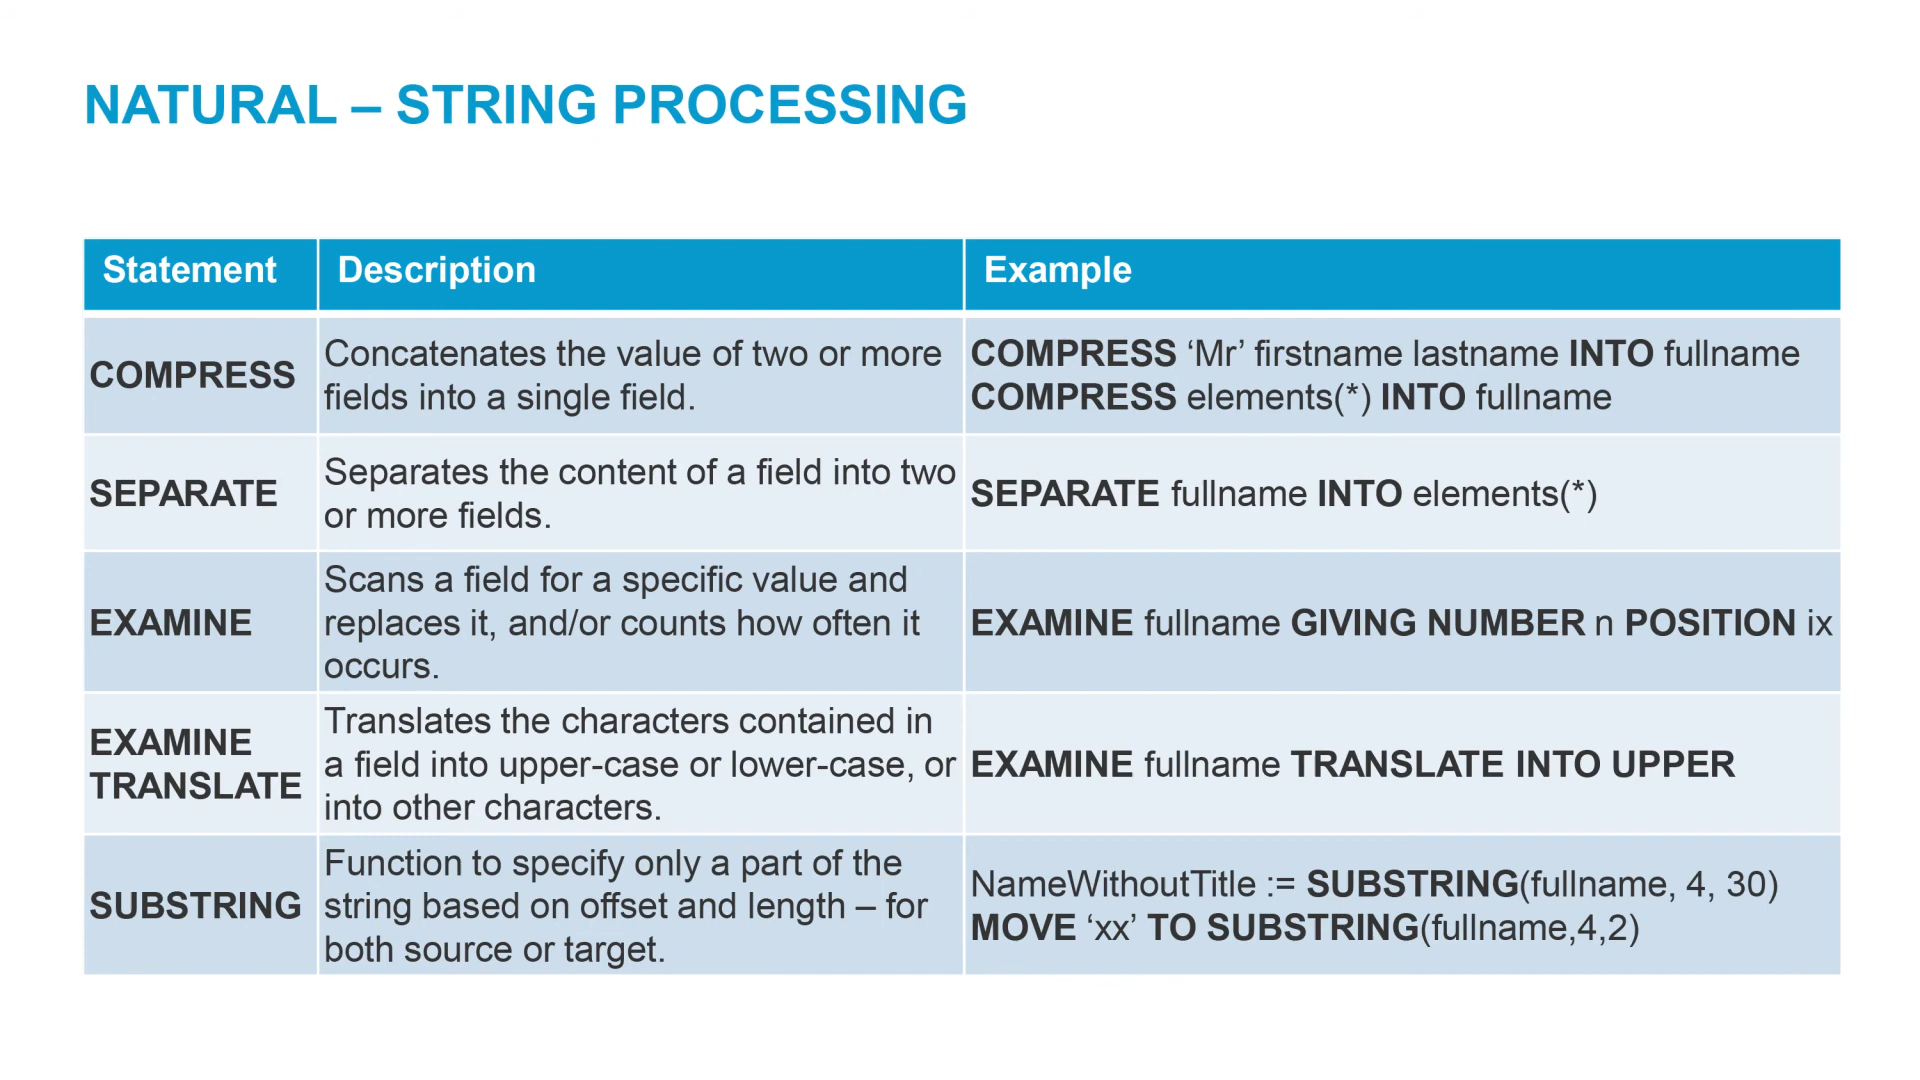 NATURAL – STRING PROCESSING
Statement
Description
Example
COMPRESS
Concatenates the value of two or more
fields into a single field.
COMPRESS ‘Mr’ firstname lastname INTO fullname
COMPRESS elements(*) INTO fullname
SEPARATE
Separates the content of a field into two
or more fields.
SEPARATE fullname INTO elements(*)
EXAMINE
Scans a field for a specific value and
replaces it, and/or counts how often it
occurs.
EXAMINE fullname GIVING NUMBER n POSITION ix
EXAMINE
TRANSLATE
Translates the characters contained in
a field into upper-case or lower-case, or
into other characters.
EXAMINE fullname TRANSLATE INTO UPPER
SUBSTRING
Function to specify only a part of the
string based on offset and length – for
both source or target.
NameWithoutTitle := SUBSTRING(fullname, 4, 30)
MOVE ‘xx’ TO SUBSTRING(fullname,4,2)